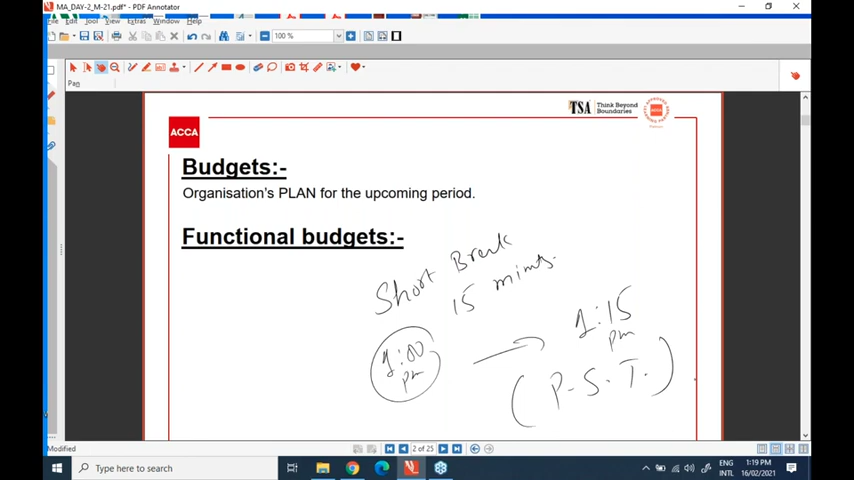 MA_DAY-2_M-21.pdf* - PDF Annotator
File Edit Tool View Extras Window Help
100 %
Pan
TSA Think Beyond
Boundaries
ACCA
Budgets:-
Organisation's PLAN for the upcoming period.
Functional budgets:-
Short Break
15 mints.
1:00
pm
1:15
pm
(P.S.T.)
Modified
2 of 25
Type here to search
ENG
INTL
1:19 PM
16/02/2021